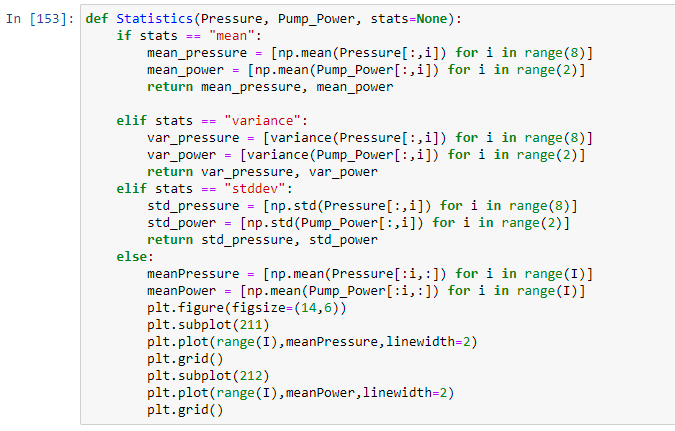 In [153]: def Statistics(Pressure, Pump_Power, stats=None):
    if stats == "mean":
        mean_pressure = [np.mean(Pressure[:,i]) for i in range(8)]
        mean_power = [np.mean(Pump_Power[:,i]) for i in range(2)]
        return mean_pressure, mean_power

    elif stats == "variance":
        var_pressure = [variance(Pressure[:,i]) for i in range(8)]
        var_power = [variance(Pump_Power[:,i]) for i in range(2)]
        return var_pressure, var_power
    elif stats == "stddev":
        std_pressure = [np.std(Pressure[:,i]) for i in range(8)]
        std_power = [np.std(Pump_Power[:,i]) for i in range(2)]
        return std_pressure, std_power
    else:
        meanPressure = [np.mean(Pressure[:i,:]) for i in range(I)]
        meanPower = [np.mean(Pump_Power[:i,:]) for i in range(I)]
        plt.figure(figsize=(14,6))
        plt.subplot(211)
        plt.plot(range(I),meanPressure,linewidth=2)
        plt.grid()
        plt.subplot(212)
        plt.plot(range(I),meanPower,linewidth=2)
        plt.grid()